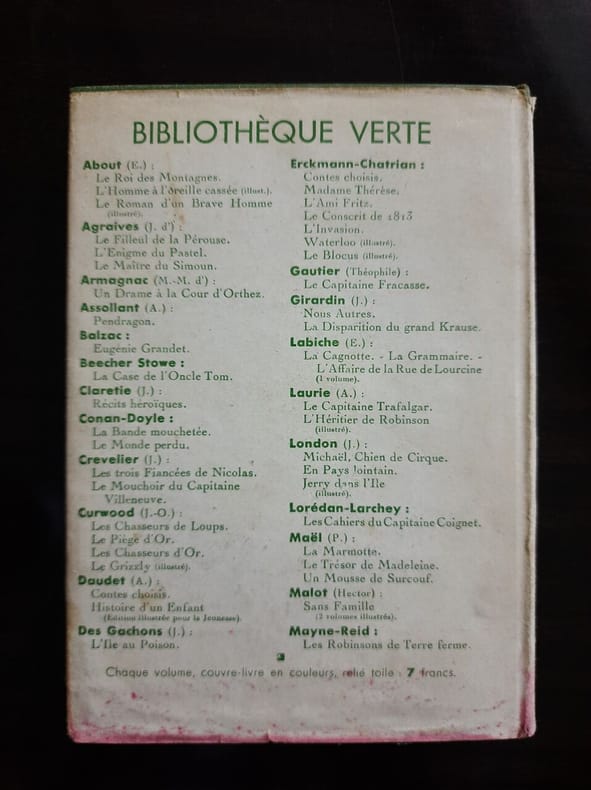 BIBLIOTHÈQUE VERTE
About (E.) :
Le Roi des Montagnes.
L'Homme à l'oreille cassée (illust.).
Le Roman d'un Brave Homme
(illustré).
Agraives (J. d') :
Le Filleul de la Pérouse.
L'Enigme du Pastel.
Le Maître du Simoun.
Armagnac (M.-M. d') :
Un Drame à la Cour d'Orthez.
Assollant (A.) :
Pendragon.
Balzac :
Eugénie Grandet.
Beecher Stowe :
La Case de l'Oncle Tom.
Claretie (J.) :
Récits héroïques.
Conan-Doyle :
La Bande mouchetée.
Le Monde perdu.
Crevelier (J.) :
Les trois Fiancées de Nicolas.
Le Mouchoir du Capitaine
Villeneuve.
Curwood (J.-O.) :
Les Chasseurs de Loups.
Le Piège d'Or.
Les Chasseurs d'Or.
Le Grizzly (illustré).
Daudet (A.) :
Contes choisis.
Histoire d'un Enfant
(Edition illustrée pour la Jeunesse).
Des Gachons (J.) :
L'Ile au Poison.
Erckmann-Chatrian :
Contes choisis.
Madame Thérèse.
L'Ami Fritz.
Le Conscrit de 1813
L'Invasion.
Waterloo (illustré).
Le Blocus (illustré).
Gautier (Théophile) :
Le Capitaine Fracasse.
Girardin (J.) :
Nous Autres.
La Disparition du grand Krause.
Labiche (E.) :
La Cagnotte. - La Grammaire. -
L'Affaire de la Rue de Lourcine
(1 volume).
Laurie (A.) :
Le Capitaine Trafalgar.
L'Héritier de Robinson
(illustré).
London (J.) :
Michaël, Chien de Cirque.
En Pays lointain.
Jerry dans l'Ile
(illustré).
Lorédan-Larchey :
Les Cahiers du Capitaine Coignet.
Maël (P.) :
La Marmotte.
Le Trésor de Madeleine.
Un Mousse de Surcouf.
Malot (Hector) :
Sans Famille
(2 volumes illustrés).
Mayne-Reid :
Les Robinsons de Terre ferme.
Chaque volume, couvre-livre en couleurs, relié toile : 7 francs.